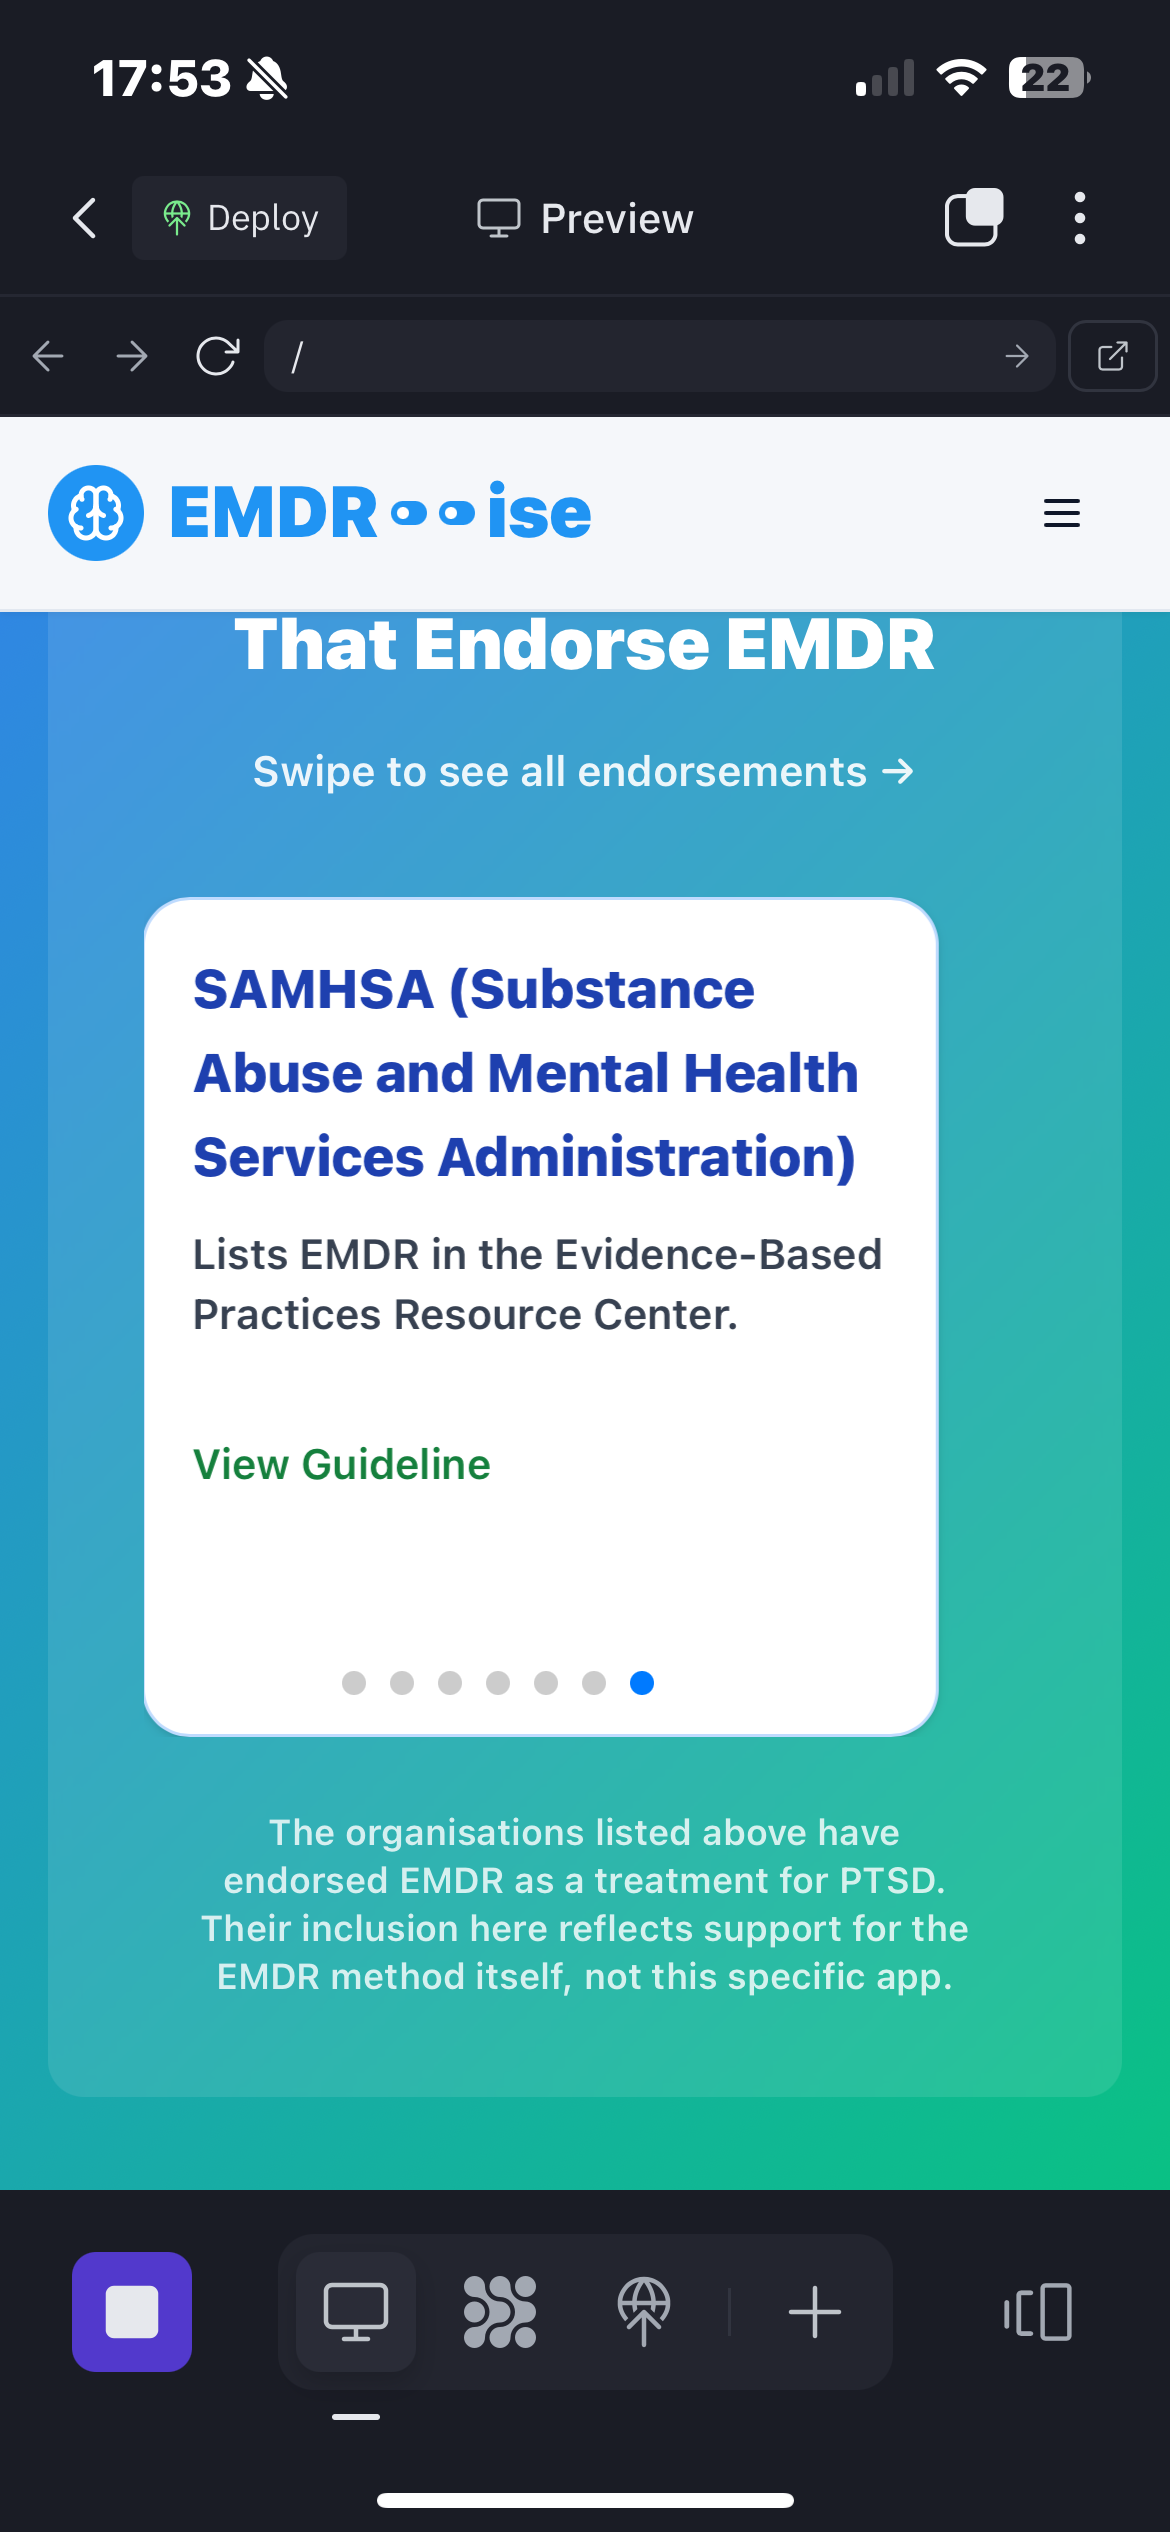 17:53
22
Deploy
Preview
/
EMDR ise
That Endorse EMDR
Swipe to see all endorsements →
SAMHSA (Substance
Abuse and Mental Health
Services Administration)
Lists EMDR in the Evidence-Based
Practices Resource Center.
View Guideline
The organisations listed above have
endorsed EMDR as a treatment for PTSD.
Their inclusion here reflects support for the
EMDR method itself, not this specific app.